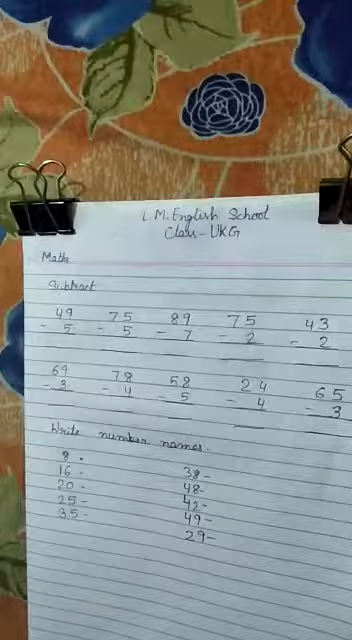 L.M. English School
Class - UKG
Maths
Subtract
49 75 89 75 43
- 5 - 5 - 7 - 2 - 2
69 78 58 24 65
- 3 - 4 - 5 - 4 - 3
Write number names.
8 -
16 - 38 -
20 - 48 -
25 - 42 -
35 - 49 -
29 -